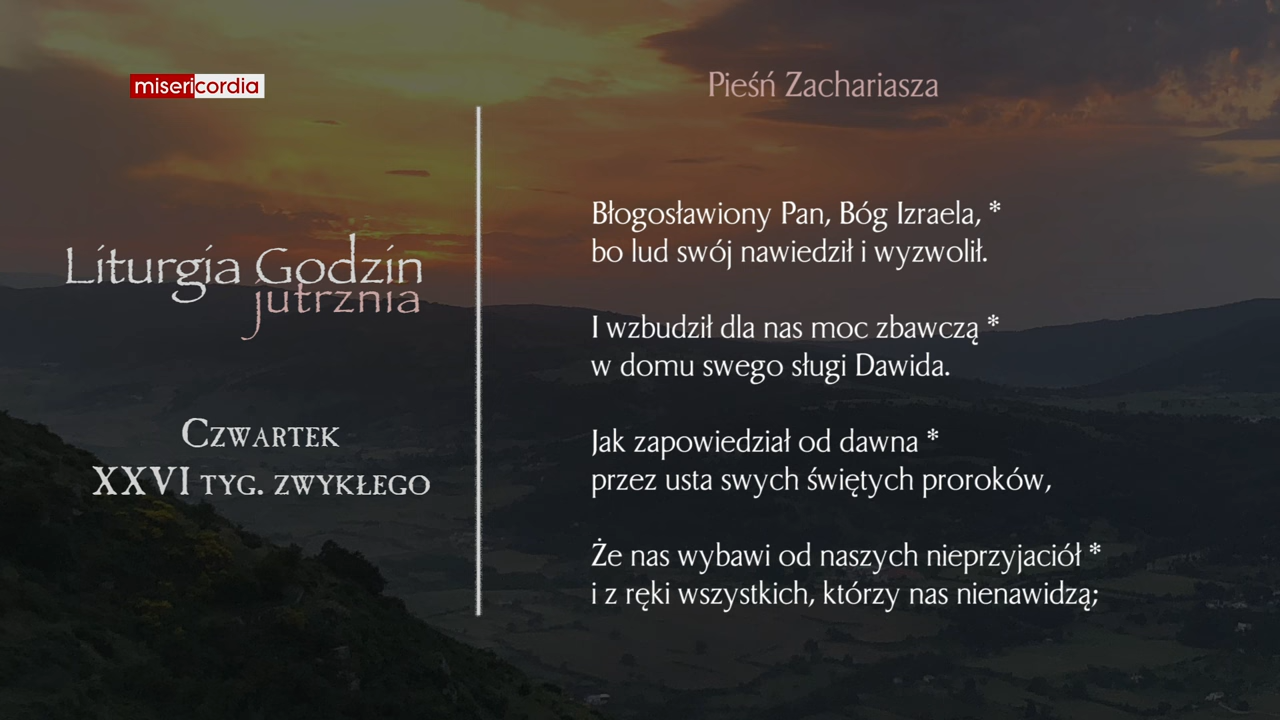 misericordia
Liturgia Godzin
jutrznia
Czwartek
XXVI tyg. zwykłego
Pieśń Zachariasza
Błogosławiony Pan, Bóg Izraela, *
bo lud swój nawiedził i wyzwolił.
I wzbudził dla nas moc zbawczą *
w domu swego sługi Dawida.
Jak zapowiedział od dawna *
przez usta swych świętych proroków,
Że nas wybawi od naszych nieprzyjaciół *
i z ręki wszystkich, którzy nas nienawidzą;